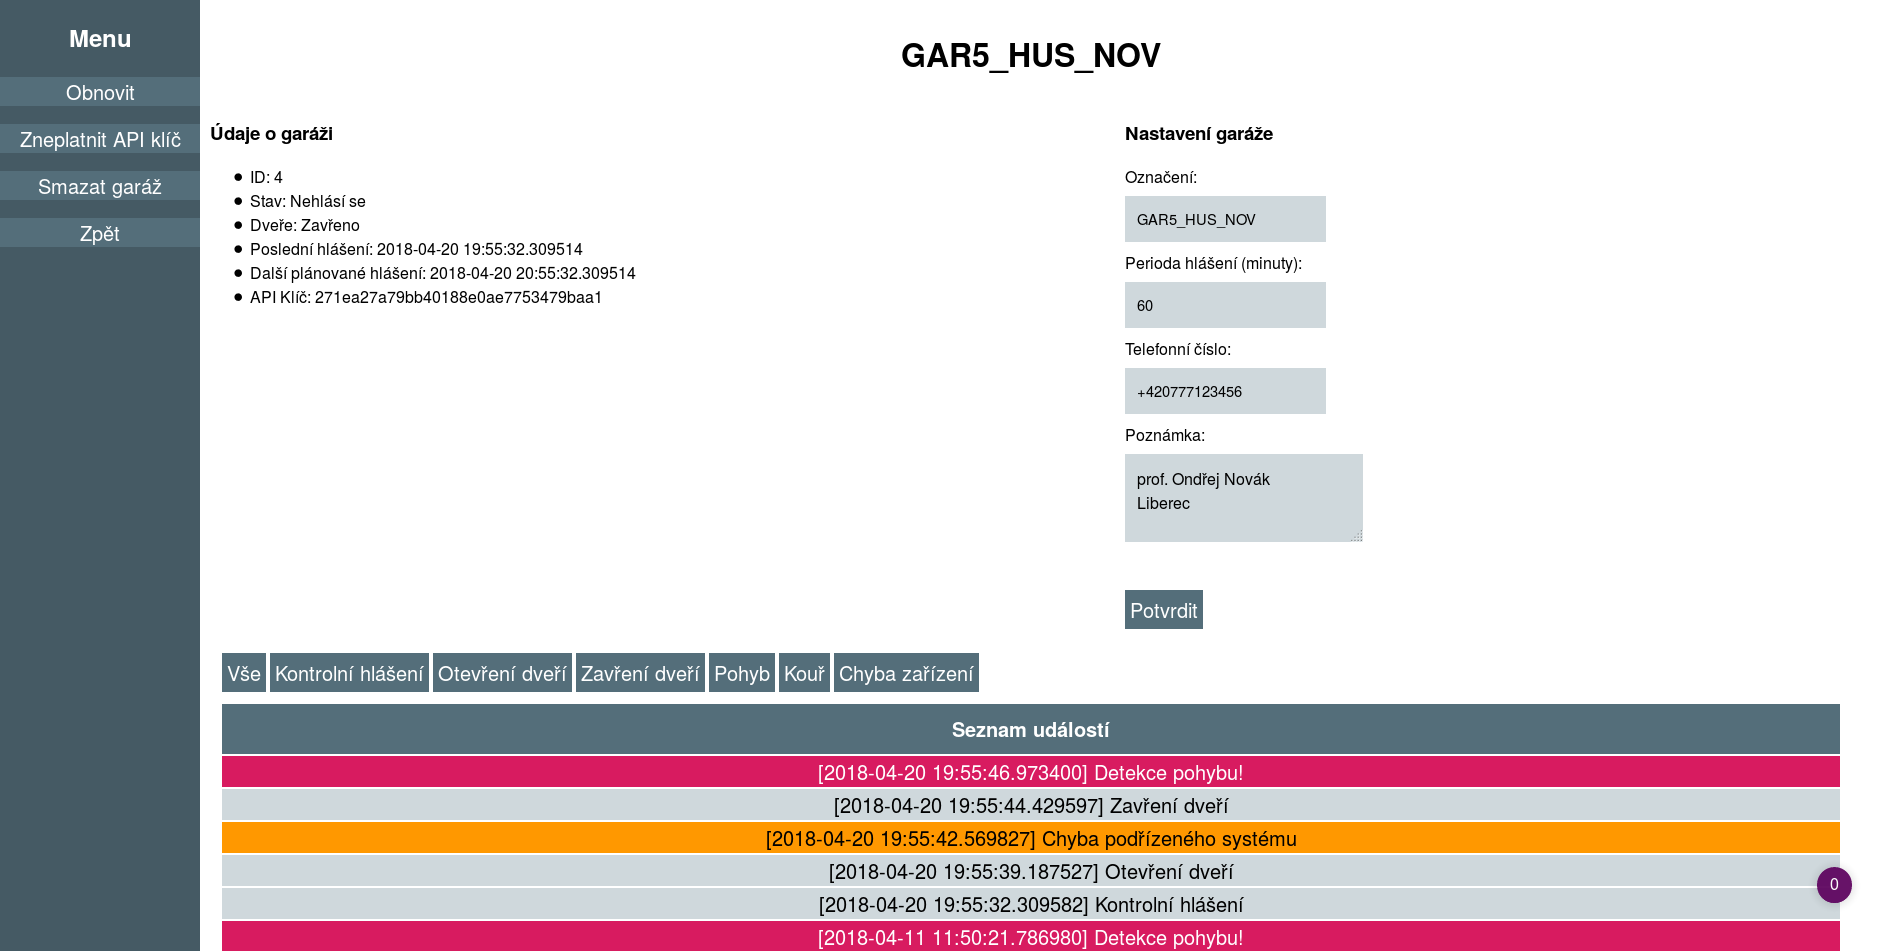 Menu
Obnovit
Zneplatnit API klíč
Smazat garáž
Zpět
GAR5_HUS_NOV
Údaje o garáži
ID: 4
Stav: Nehlásí se
Dveře: Zavřeno
Poslední hlášení: 2018-04-20 19:55:32.309514
Další plánované hlášení: 2018-04-20 20:55:32.309514
API Klíč: 271ea27a79bb40188e0ae7753479baa1
Nastavení garáže
Označení:
GAR5_HUS_NOV
Perioda hlášení (minuty):
60
Telefonní číslo:
+420777123456
Poznámka:
prof. Ondřej Novák
Liberec
Potvrdit
Vše Kontrolní hlášení Otevření dveří Zavření dveří Pohyb Kouř Chyba zařízení
Seznam událostí
[2018-04-20 19:55:46.973400] Detekce pohybu!
[2018-04-20 19:55:44.429597] Zavření dveří
[2018-04-20 19:55:42.569827] Chyba podřízeného systému
[2018-04-20 19:55:39.187527] Otevření dveří
0
[2018-04-20 19:55:32.309582] Kontrolní hlášení
[2018-04-11 11:50:21.786980] Detekce pohybu!